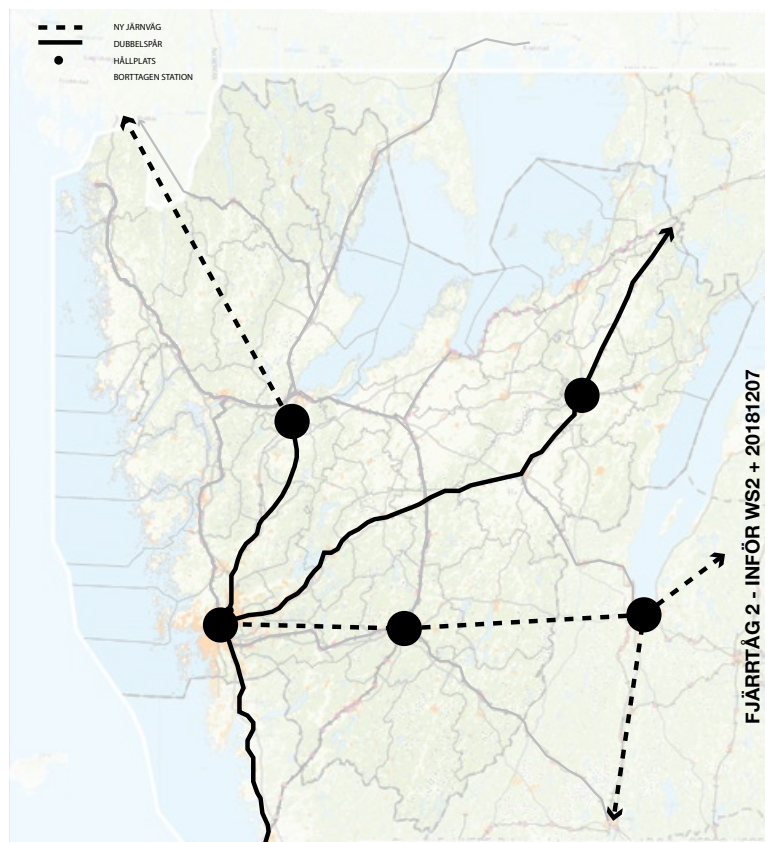 NY JÄRNVÄG
DUBBELSPÅR
HÅLLPLATS
BORTTAGEN STATION
FJÄRRTÅG 2 - INFÖR WS2 + 20181207